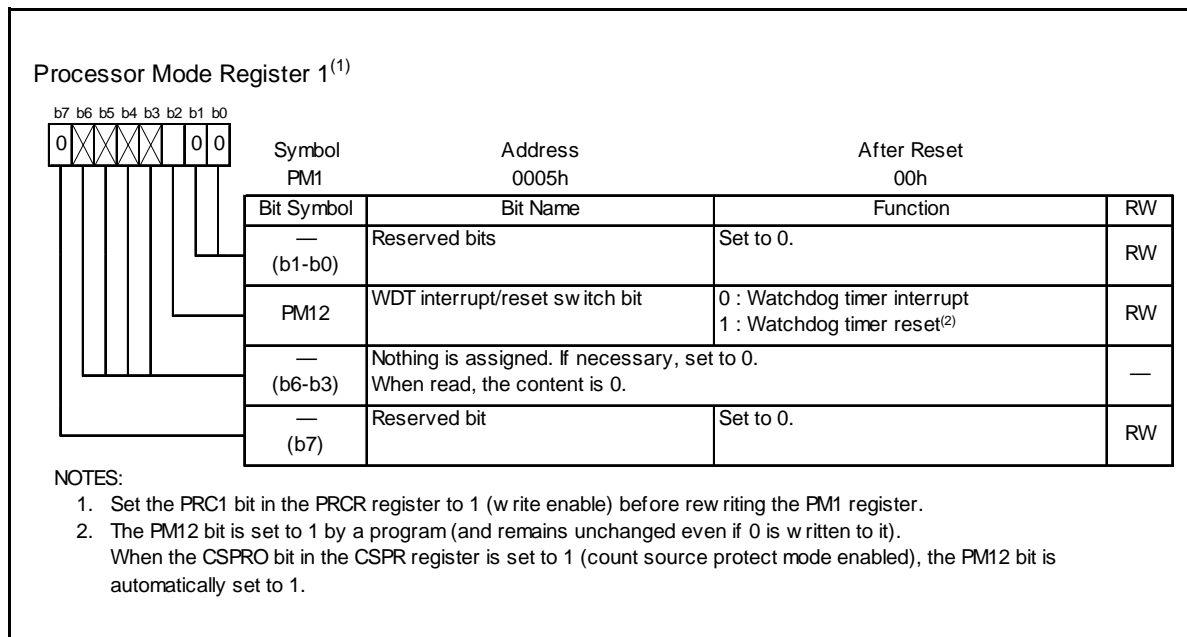 Processor Mode Register 1(1)
b7 b6 b5 b4 b3 b2 b1 b0
0 0 0
Symbol Address After Reset
PM1 0005h 00h
Bit Symbol Bit Name Function RW
— (b1-b0) Reserved bits Set to 0. RW
PM12 WDT interrupt/reset switch bit 0 : Watchdog timer interrupt
1 : Watchdog timer reset(2) RW
— (b6-b3) Nothing is assigned. If necessary, set to 0.
When read, the content is 0. —
— (b7) Reserved bit Set to 0. RW
NOTES:
1. Set the PRC1 bit in the PRCR register to 1 (write enable) before rewriting the PM1 register.
2. The PM12 bit is set to 1 by a program (and remains unchanged even if 0 is written to it).
When the CSPRO bit in the CSPR register is set to 1 (count source protect mode enabled), the PM12 bit is
automatically set to 1.